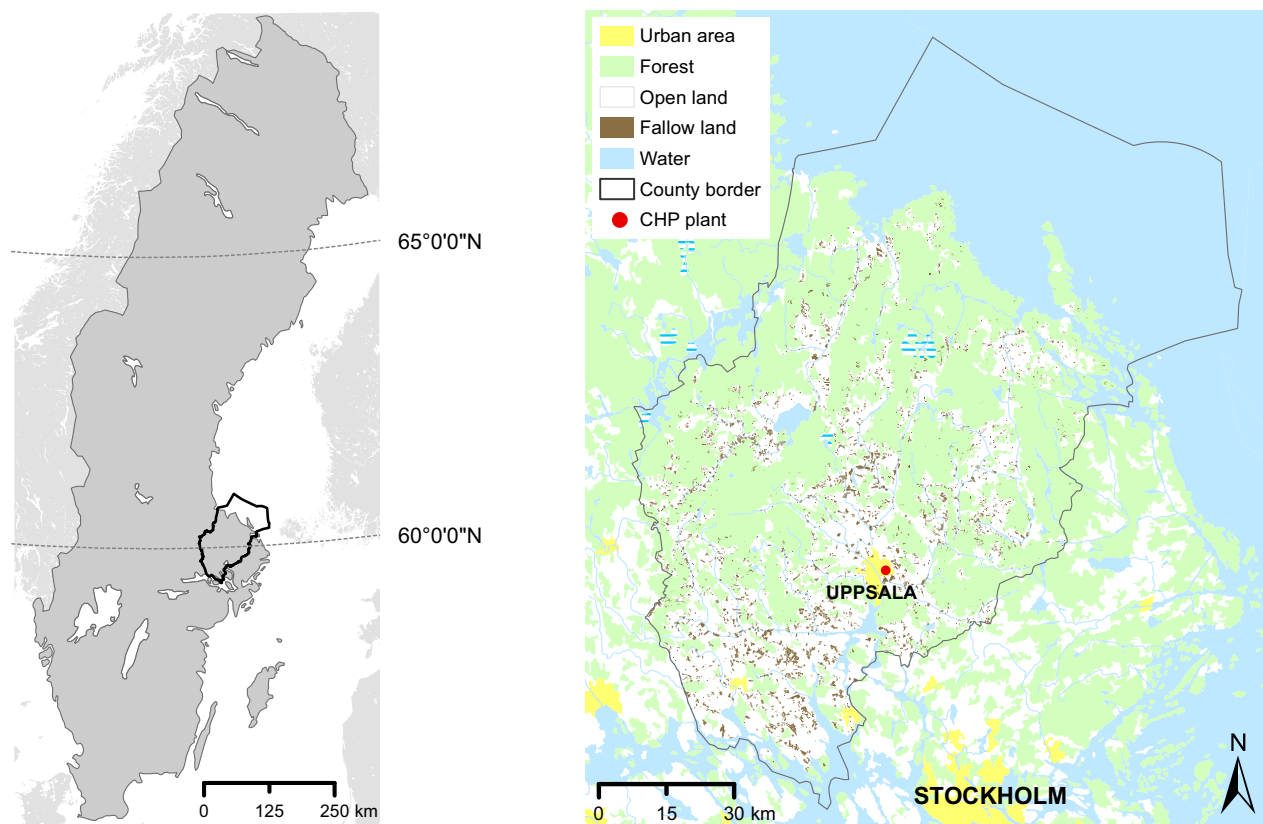 65°0'0"N
60°0'0"N
0 125 250 km
Urban area
Forest
Open land
Fallow land
Water
County border
CHP plant
UPPSALA
STOCKHOLM
0 15 30 km
N